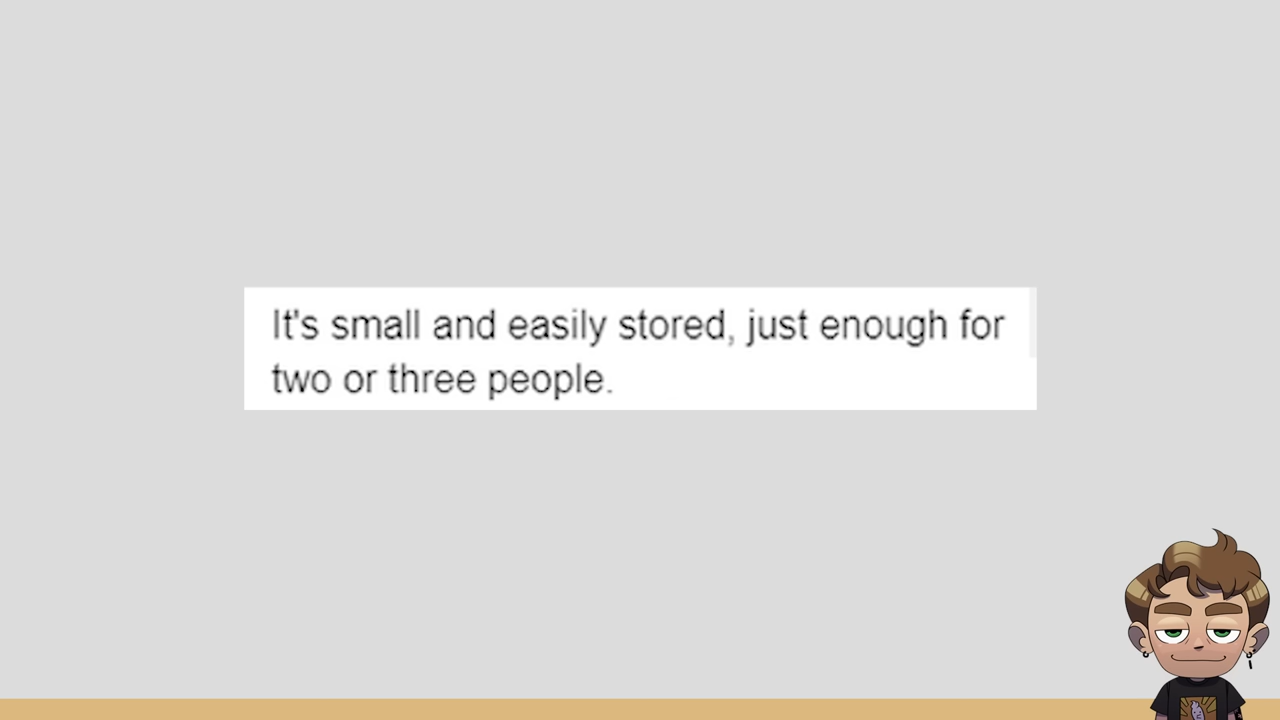 It's small and easily stored, just enough for
two or three people.